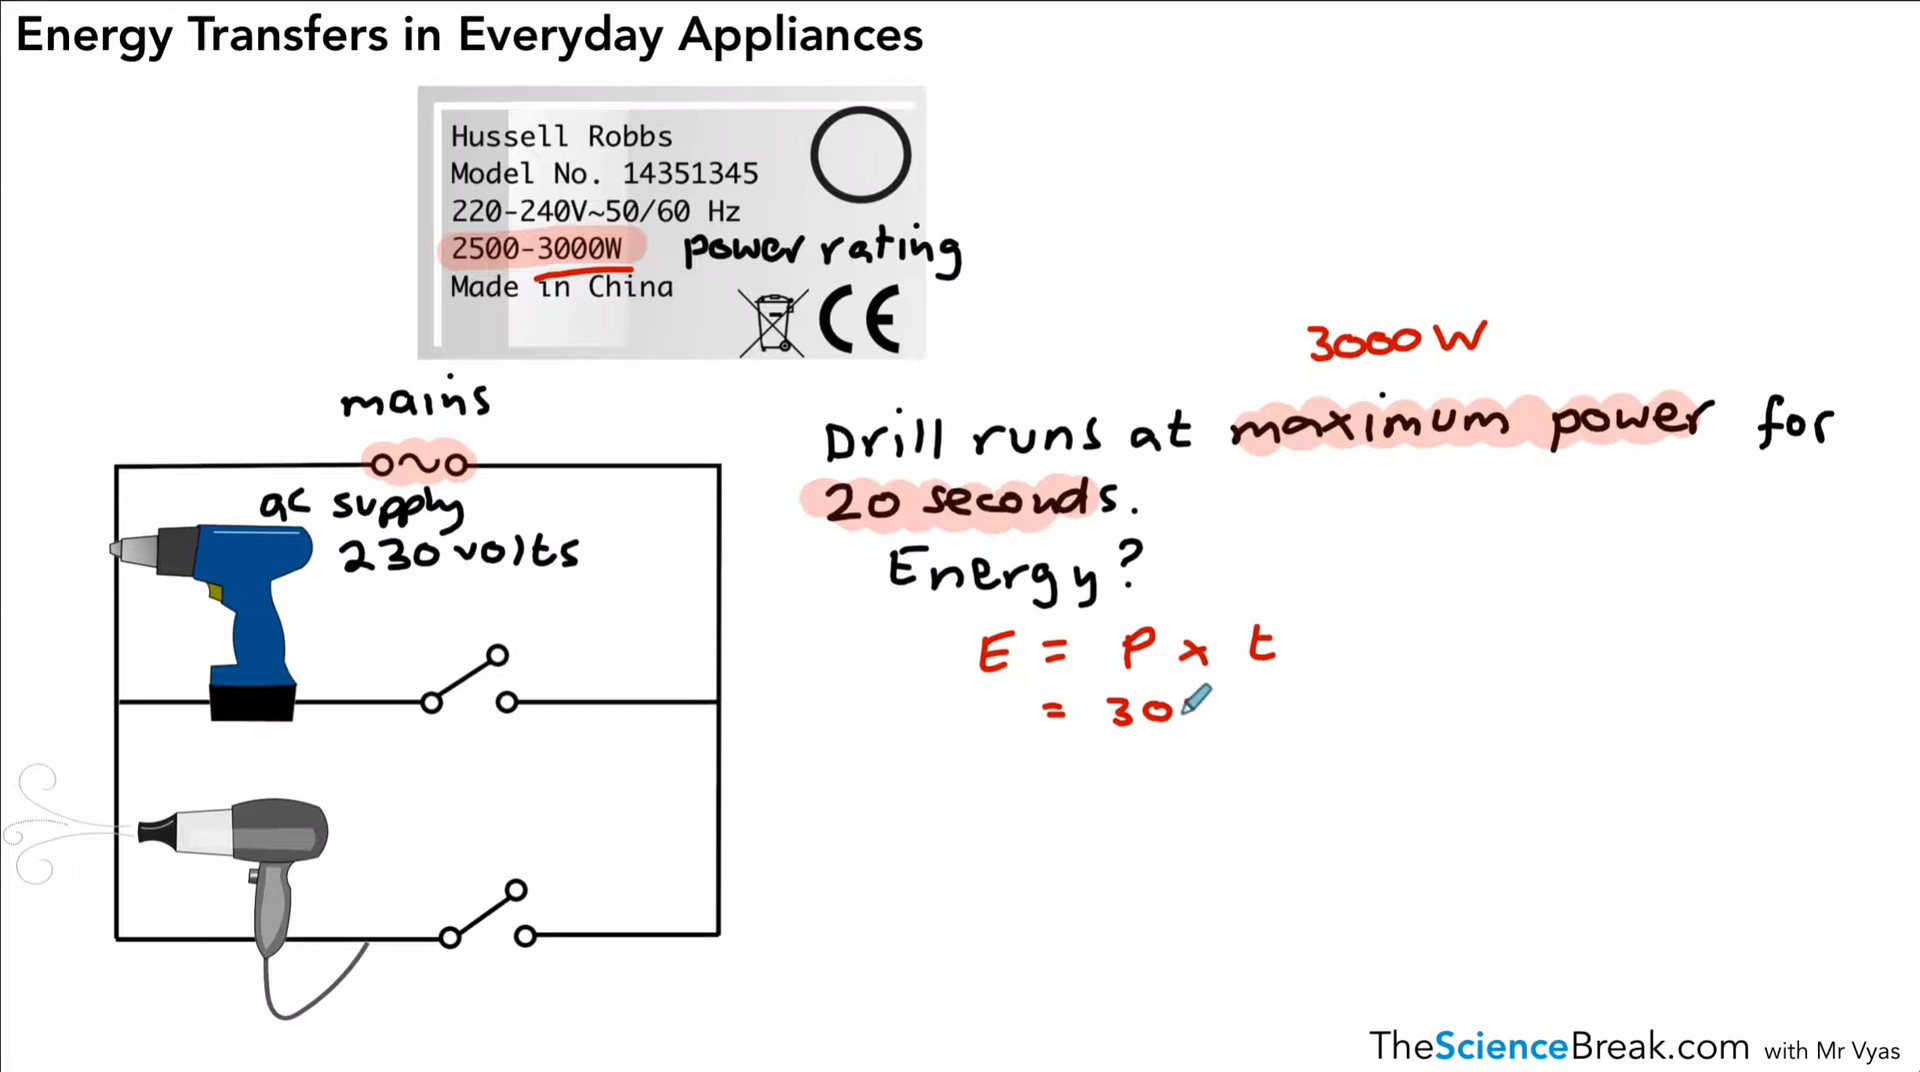 Energy Transfers in Everyday Appliances
Hussell Robbs
Model No. 14351345
220-240V~50/60 Hz
2500-3000W power rating
Made in China
CE
mains
ac supply
230 volts
3000 W
Drill runs at maximum power for
20 seconds.
Energy?
E = P x t
= 30
TheScienceBreak.com with Mr Vyas